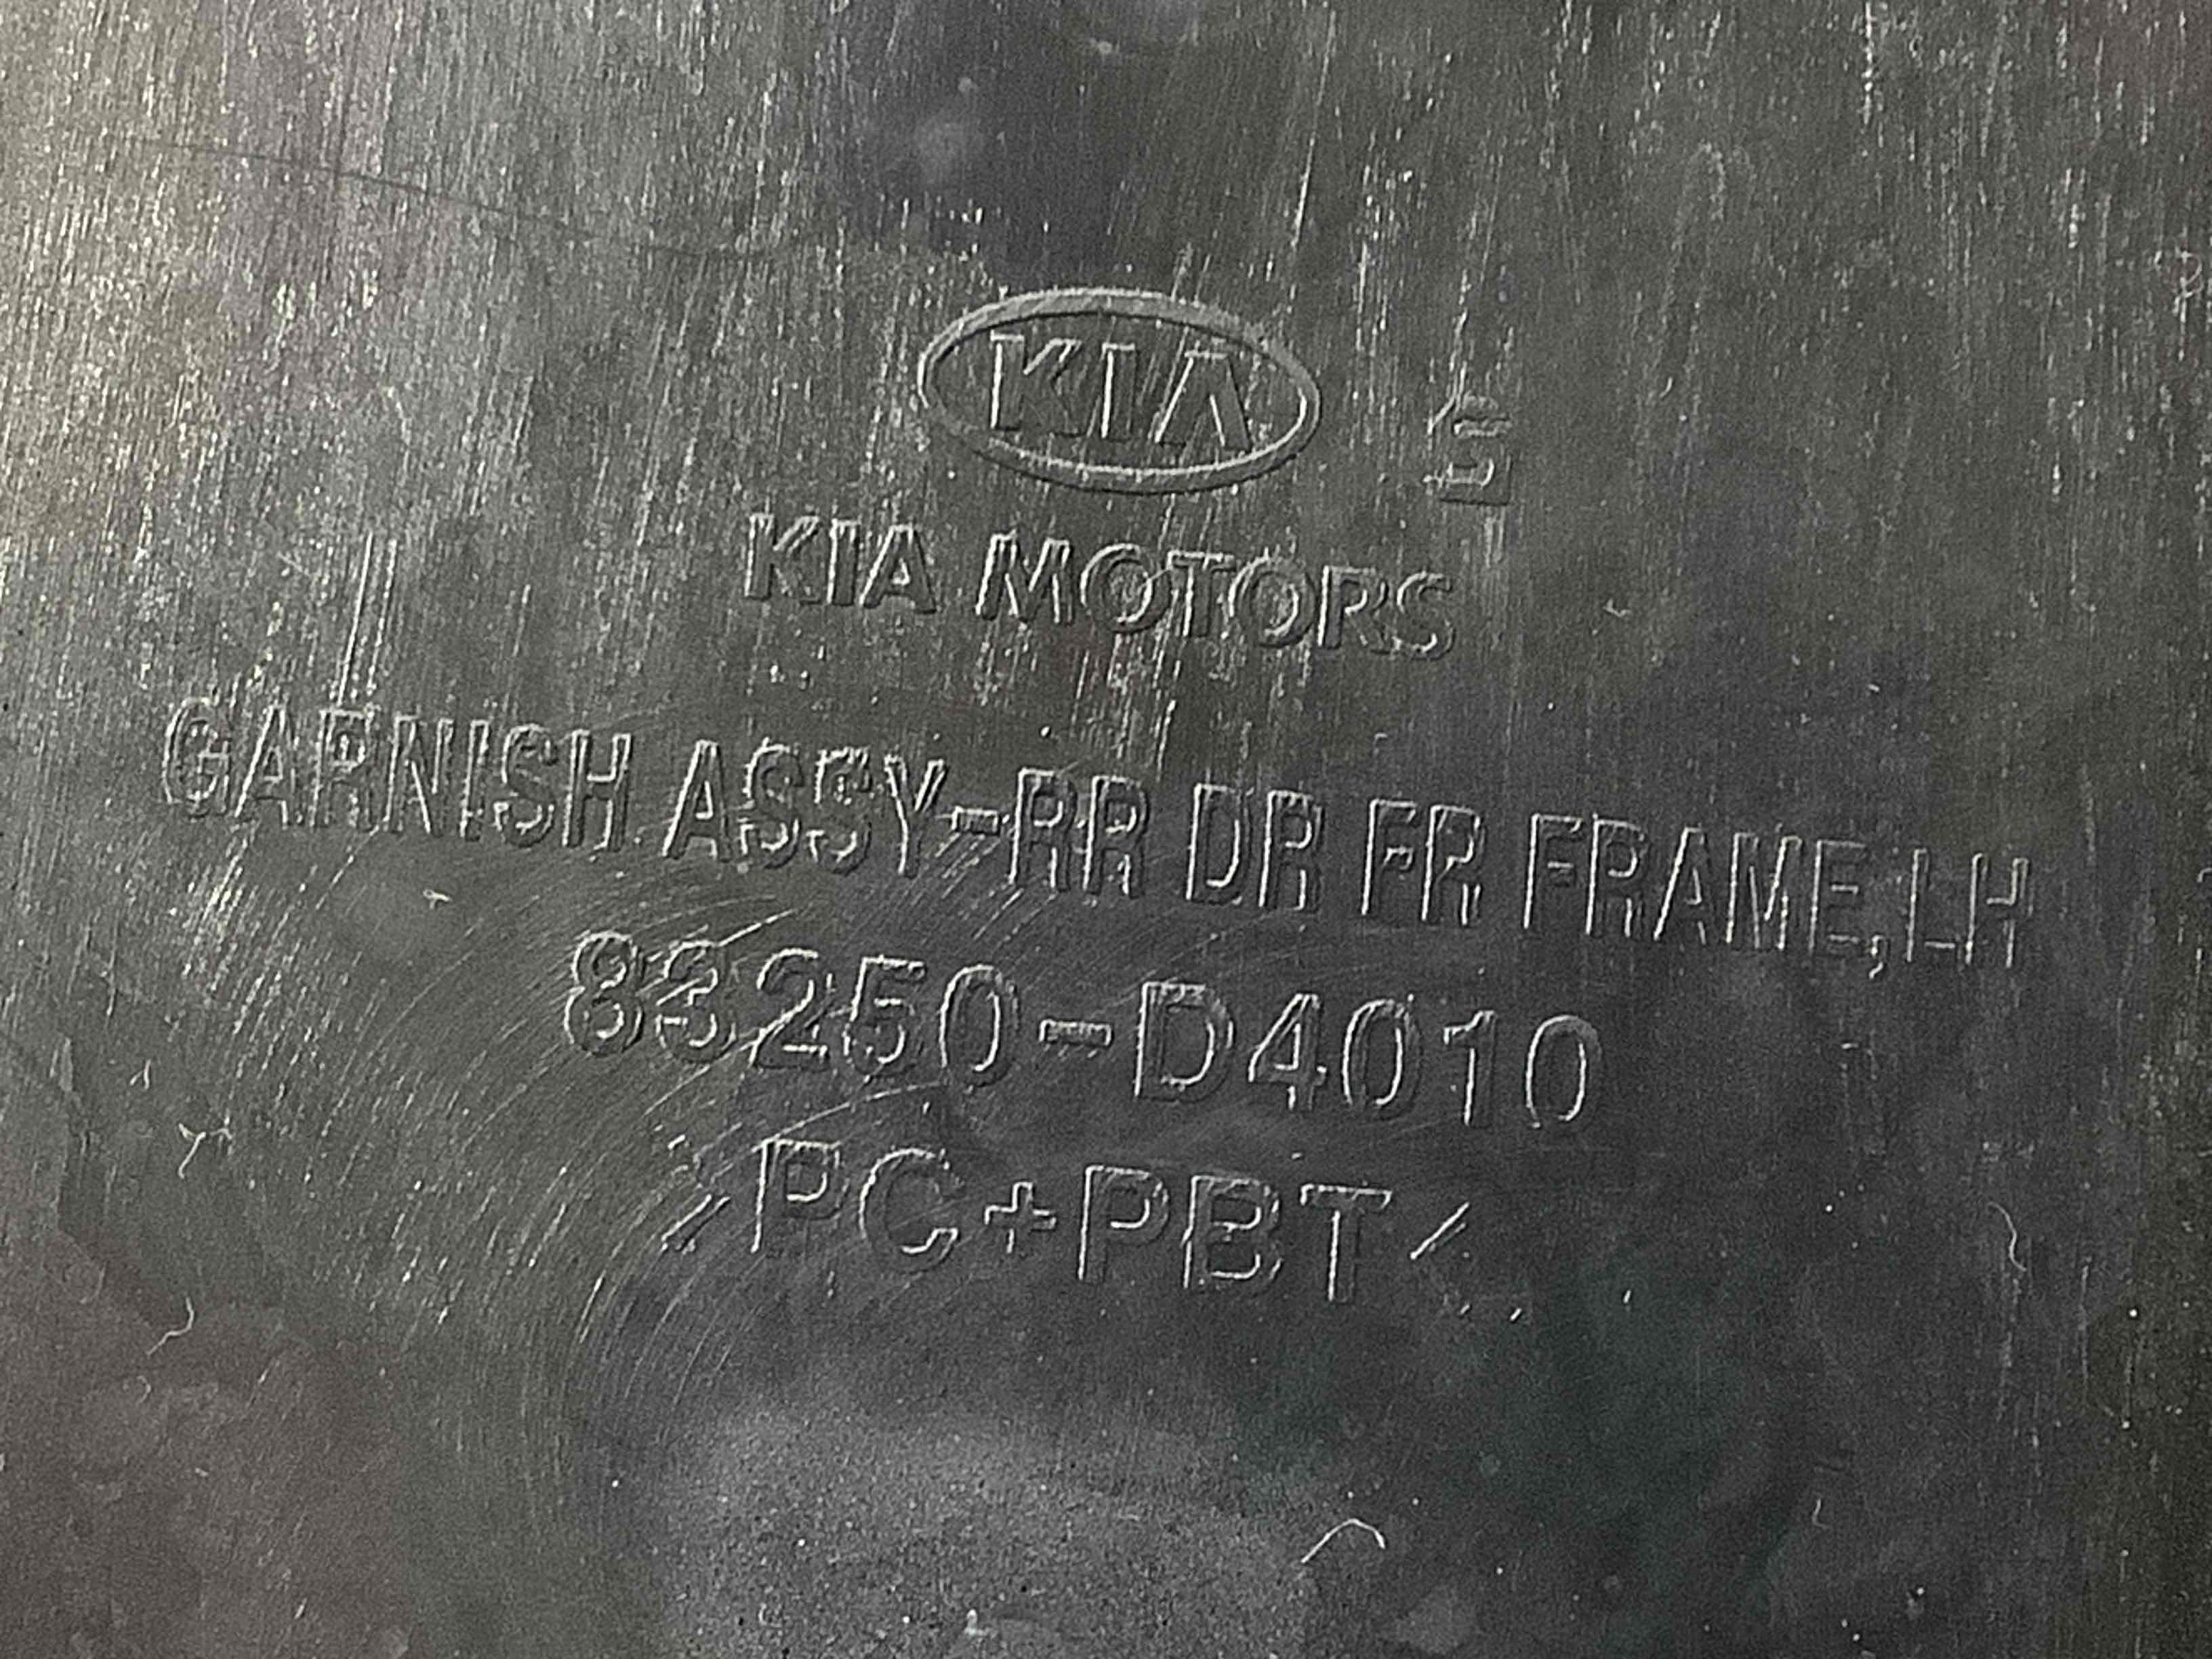 KIA
KIA MOTORS
GARNISH ASSY-RR DR FR FRAME,LH
83250-D4010
>PC+PBT<